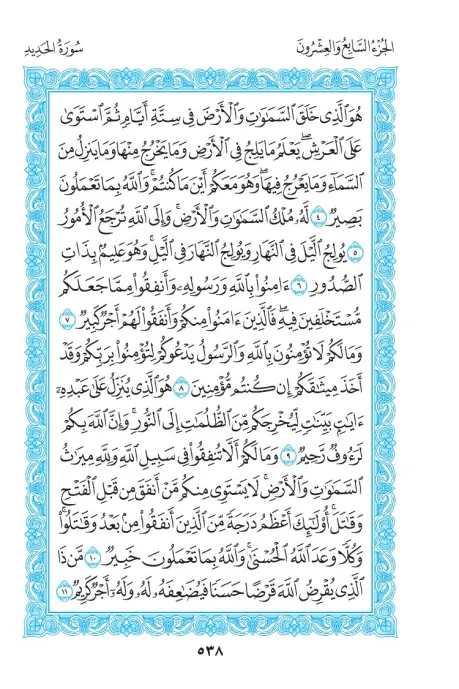 الجُزْءُ السَّابِعُ وَالعِشْرُونَ
سُورَةُ الحَدِيدِ
هُوَ ٱلَّذِي خَلَقَ ٱلسَّمَٰوَٰتِ وَٱلْأَرْضَ فِي سِتَّةِ أَيَّامٖ ثُمَّ ٱسْتَوَىٰ
عَلَى ٱلْعَرْشِۖ يَعْلَمُ مَا يَلِجُ فِي ٱلْأَرْضِ وَمَا يَخْرُجُ مِنْهَا وَمَا يَنزِلُ مِنَ
ٱلسَّمَآءِ وَمَا يَعْرُجُ فِيهَاۖ وَهُوَ مَعَكُمْ أَيْنَ مَا كُنتُمْۚ وَٱللَّهُ بِمَا تَعْمَلُونَ
بَصِيرٞ ٤ لَّهُۥ مُلْكُ ٱلسَّمَٰوَٰتِ وَٱلْأَرْضِۚ وَإِلَى ٱللَّهِ تُرْجَعُ ٱلْأُمُورُ
٥ يُولِجُ ٱلَّيْلَ فِي ٱلنَّهَارِ وَيُولِجُ ٱلنَّهَارَ فِي ٱلَّيْلِۚ وَهُوَ عَلِيمُۢ بِذَاتِ
ٱلصُّدُورِ ٦ ءَامِنُواْ بِٱللَّهِ وَرَسُولِهِۦ وَأَنفِقُواْ مِمَّا جَعَلَكُم
مُّسْتَخْلَفِينَ فِيهِۖ فَٱلَّذِينَ ءَامَنُواْ مِنكُمْ وَأَنفَقُواْ لَهُمْ أَجْرٞ كَبِيرٞ ٧
وَمَا لَكُمْ لَا تُؤْمِنُونَ بِٱللَّهِ وَٱلرَّسُولُ يَدْعُوكُمْ لِتُؤْمِنُواْ بِرَبِّكُمْ وَقَدْ
أَخَذَ مِيثَٰقَكُمْ إِن كُنتُم مُّؤْمِنِينَ ٨ هُوَ ٱلَّذِي يُنَزِّلُ عَلَىٰ عَبْدِهِۦٓ
ءَايَٰتِۭ بَيِّنَٰتٖ لِّيُخْرِجَكُم مِّنَ ٱلظُّلُمَٰتِ إِلَى ٱلنُّورِۚ وَإِنَّ ٱللَّهَ بِكُمْ
لَرَءُوفٞ رَّحِيمٞ ٩ وَمَا لَكُمْ أَلَّا تُنفِقُواْ فِي سَبِيلِ ٱللَّهِ وَلِلَّهِ مِيرَٰثُ
ٱلسَّمَٰوَٰتِ وَٱلْأَرْضِۚ لَا يَسْتَوِي مِنكُم مَّنْ أَنفَقَ مِن قَبْلِ ٱلْفَتْحِ
وَقَٰتَلَۚ أُوْلَٰٓئِكَ أَعْظَمُ دَرَجَةٗ مِّنَ ٱلَّذِينَ أَنفَقُواْ مِنۢ بَعْدُ وَقَٰتَلُواْۚ
وَكُلّٗا وَعَدَ ٱللَّهُ ٱلْحُسْنَىٰۚ وَٱللَّهُ بِمَا تَعْمَلُونَ خَبِيرٞ ١٠ مَّن ذَا
ٱلَّذِي يُقْرِضُ ٱللَّهَ قَرْضًا حَسَنٗا فَيُضَٰعِفَهُۥ لَهُۥ وَلَهُۥٓ أَجْرٞ كَرِيمٞ ١١
٥٣٨